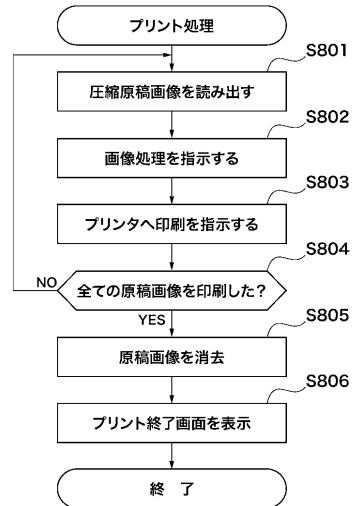 プリント処理
S801
圧縮原稿画像を読み出す
S802
画像処理を指示する
S803
プリンタへ印刷を指示する
S804
全ての原稿画像を印刷した？
NO
YES
S805
原稿画像を消去
S806
プリント終了画面を表示
終　了